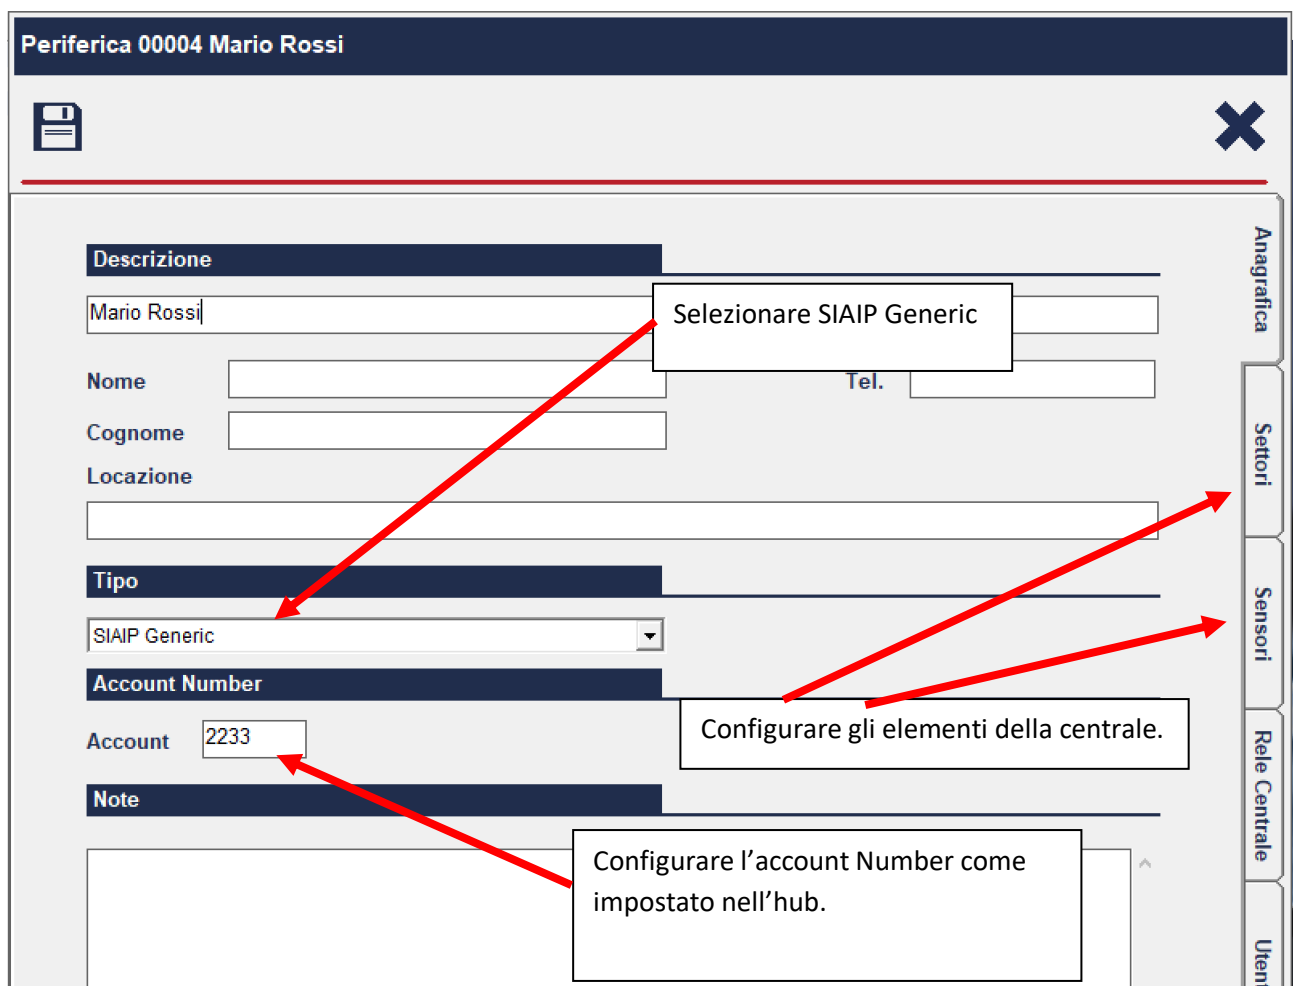 Periferica 00004 Mario Rossi
Descrizione
Mario Rossi
Selezionare SIAIP Generic
Nome
Tel.
Cognome
Locazione
Tipo
SIAIP Generic
Account Number
Account
2233
Configurare gli elementi della centrale.
Note
Configurare l’account Number come
impostato nell’hub.
Anagrafica
Settori
Sensori
Rele Centrale
Utent